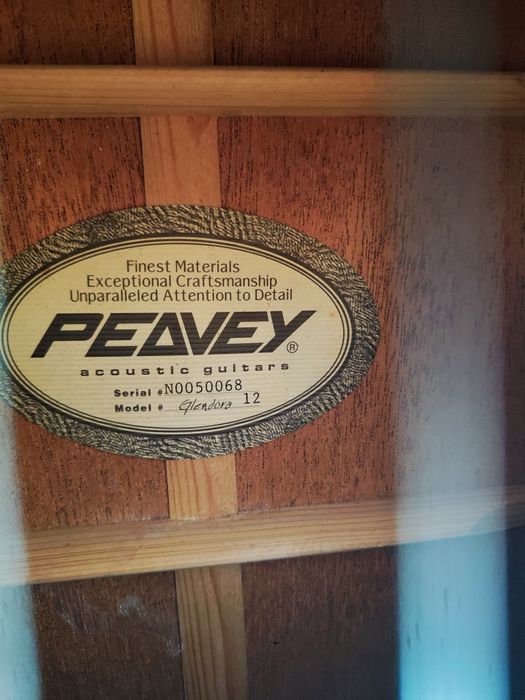 Finest Materials
Exceptional Craftsmanship
Unparalleled Attention to Detail
PEAVEY®
acoustic guitars
Serial #N0050068
Model # Glendora 12